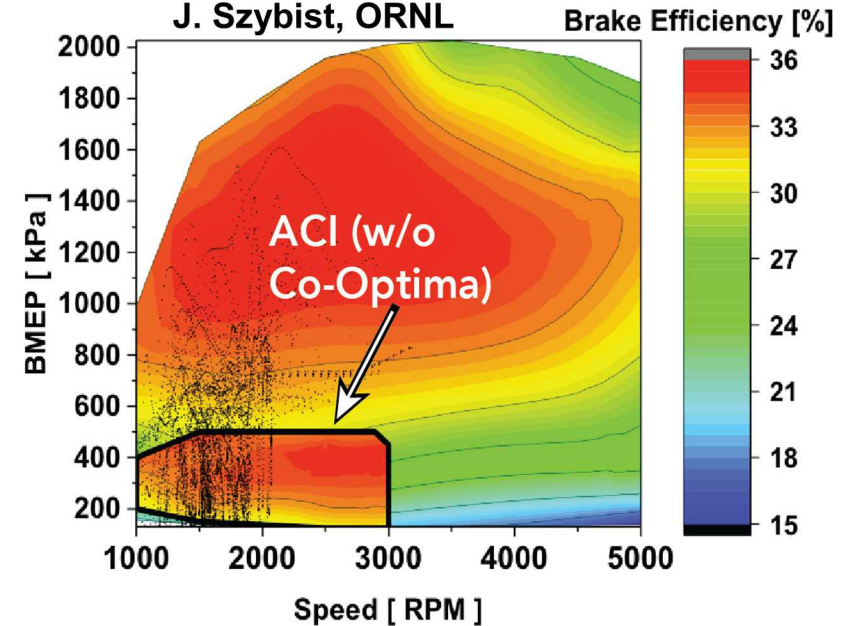 J. Szybist, ORNL
Brake Efficiency [%]
BMEP [ kPa ]
2000
1800
1600
1400
1200
1000
800
600
400
200
ACI (w/o
Co-Optima)
36
33
30
27
24
21
18
15
1000 2000 3000 4000 5000
Speed [ RPM ]